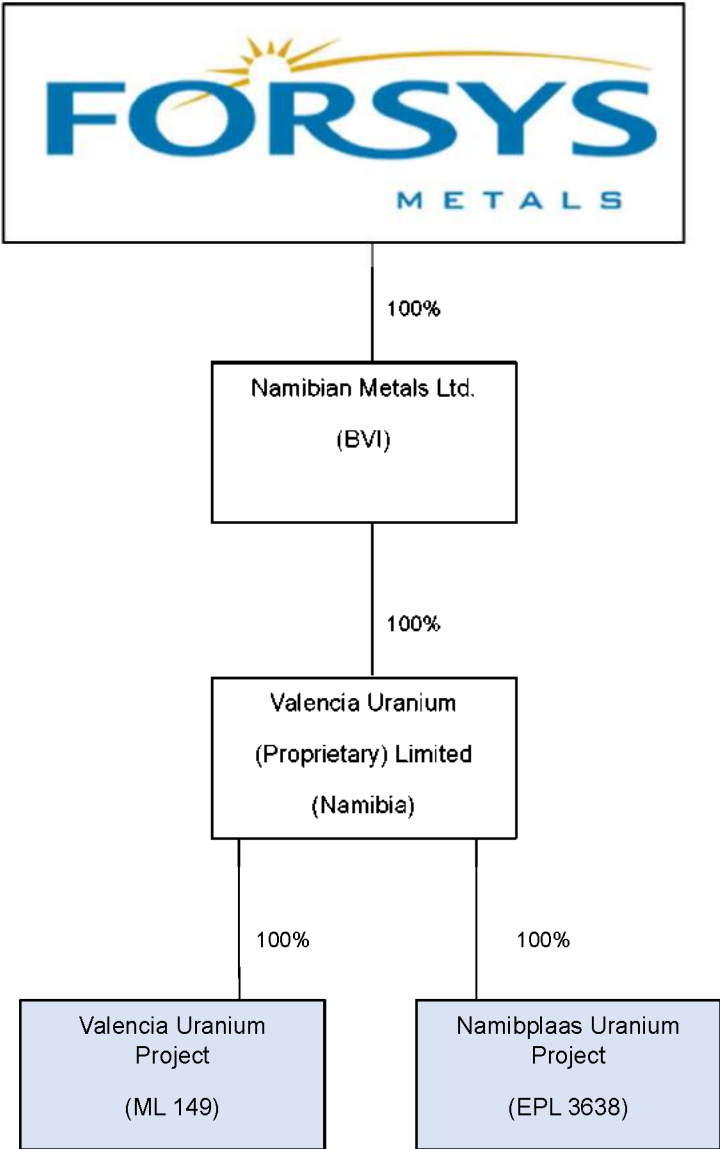 FORSYS
METALS
100%
Namibian Metals Ltd.
(BVI)
100%
Valencia Uranium
(Proprietary) Limited
(Namibia)
100%
100%
Valencia Uranium
Project
(ML 149)
Namibplaas Uranium
Project
(EPL 3638)